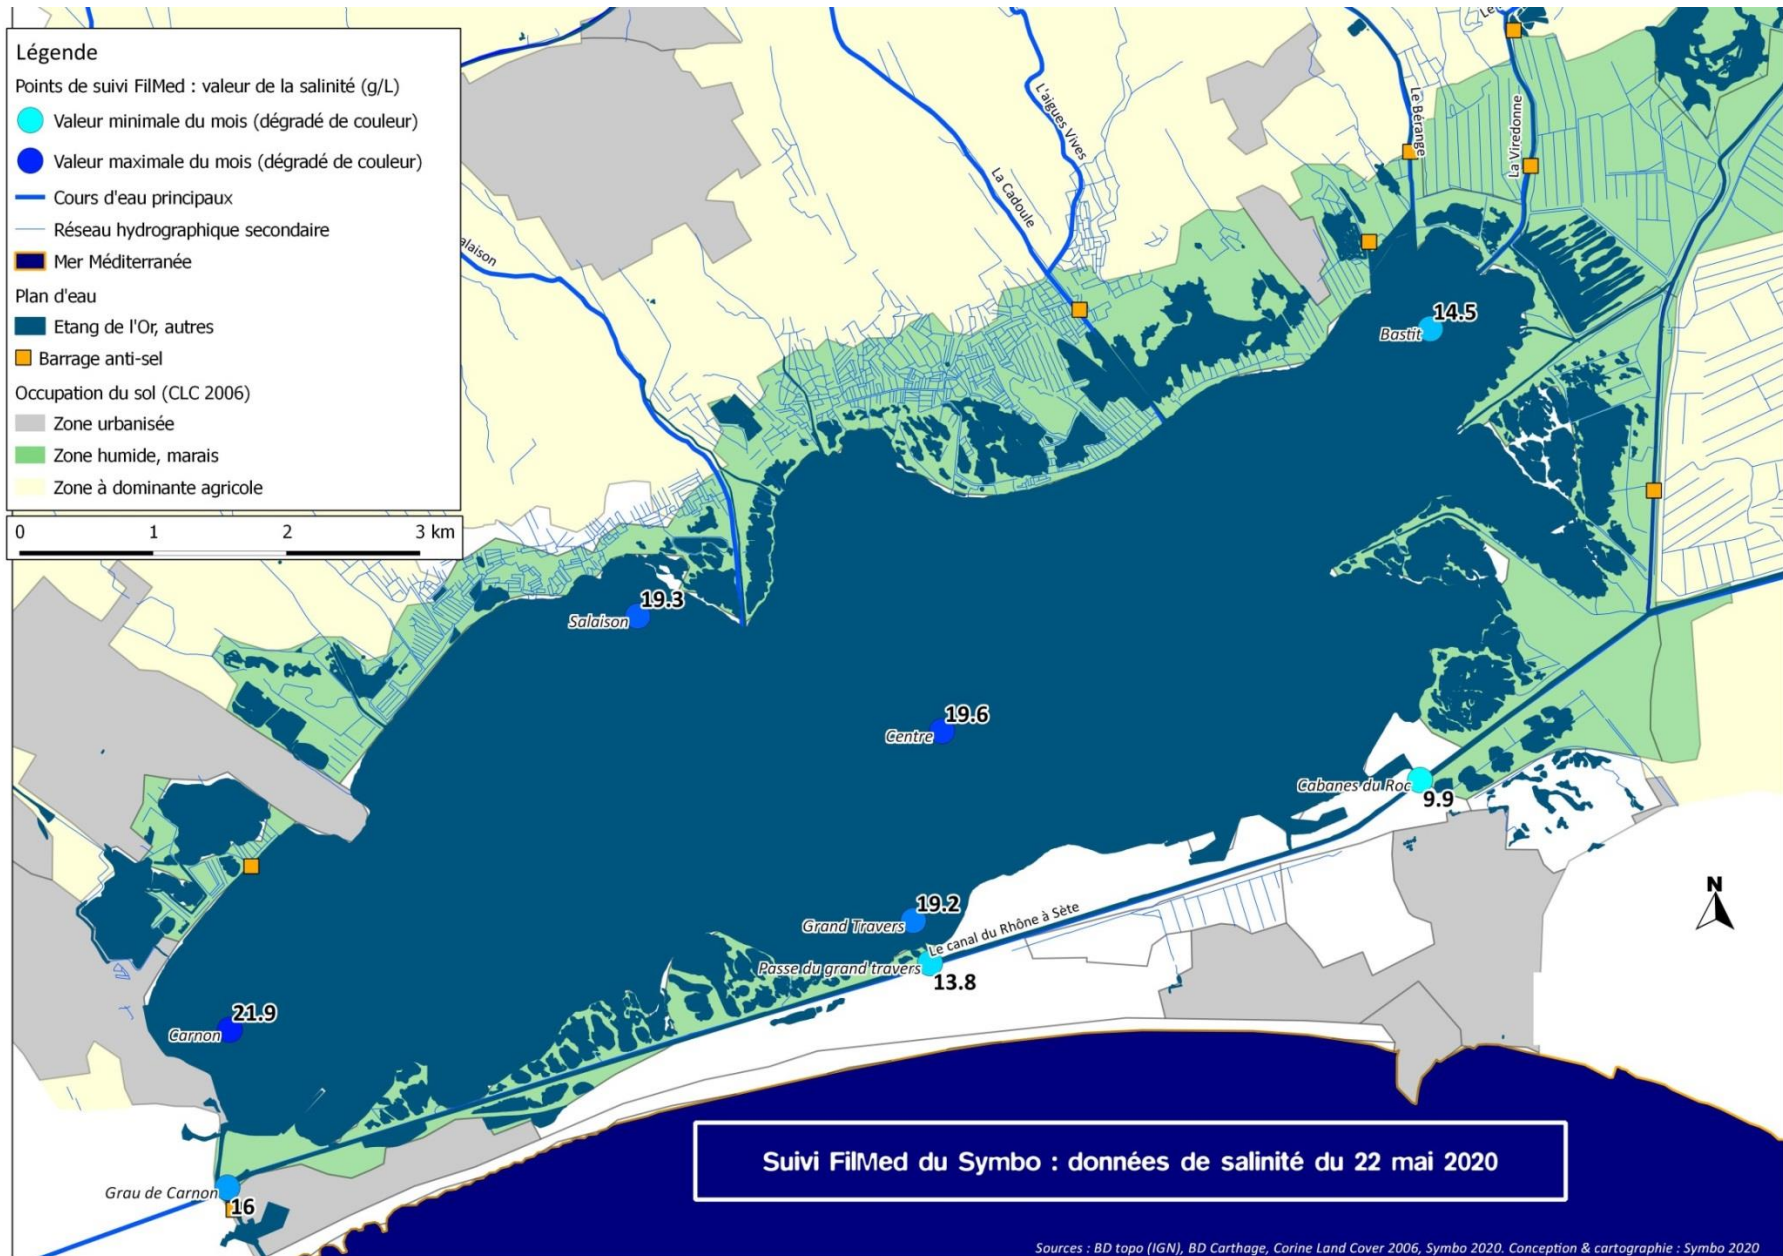 Légende
Points de suivi FilMed : valeur de la salinité (g/L)
Valeur minimale du mois (dégradé de couleur)
Valeur maximale du mois (dégradé de couleur)
Cours d'eau principaux
Réseau hydrographique secondaire
Mer Méditerranée
Plan d'eau
Etang de l'Or, autres
Barrage anti-sel
Occupation du sol (CLC 2006)
Zone urbanisée
Zone humide, marais
Zone à dominante agricole
0 1 2 3 km
alaison
La Cadoule
L'aigues Vives
Le Bérange
La Viredonne
14.5
Bastit
19.3
Salaison
19.6
Centre
Cabanes du Roc
9.9
19.2
Grand Travers
Le canal du Rhône à Sète
Passe du grand travers
13.8
21.9
Carnon
Grau de Carnon
16
N
Suivi FilMed du Symbo : données de salinité du 22 mai 2020
Sources : BD topo (IGN), BD Carthage, Corine Land Cover 2006, Symbo 2020. Conception & cartographie : Symbo 2020